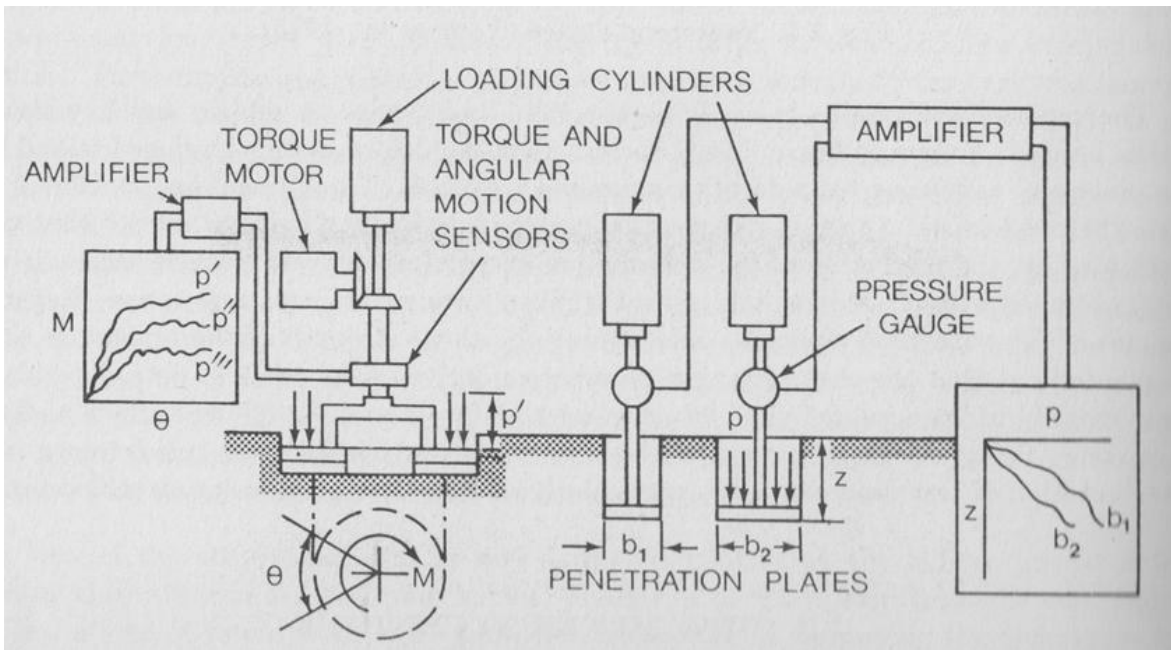 LOADING CYLINDERS
TORQUE
MOTOR
AMPLIFIER
TORQUE AND
ANGULAR
MOTION
SENSORS
AMPLIFIER
PRESSURE
GAUGE
M
p'
p"
p"'
θ
p'
p
z
b₁
b₂
PENETRATION PLATES
θ
M
p
z
b₁
b₂